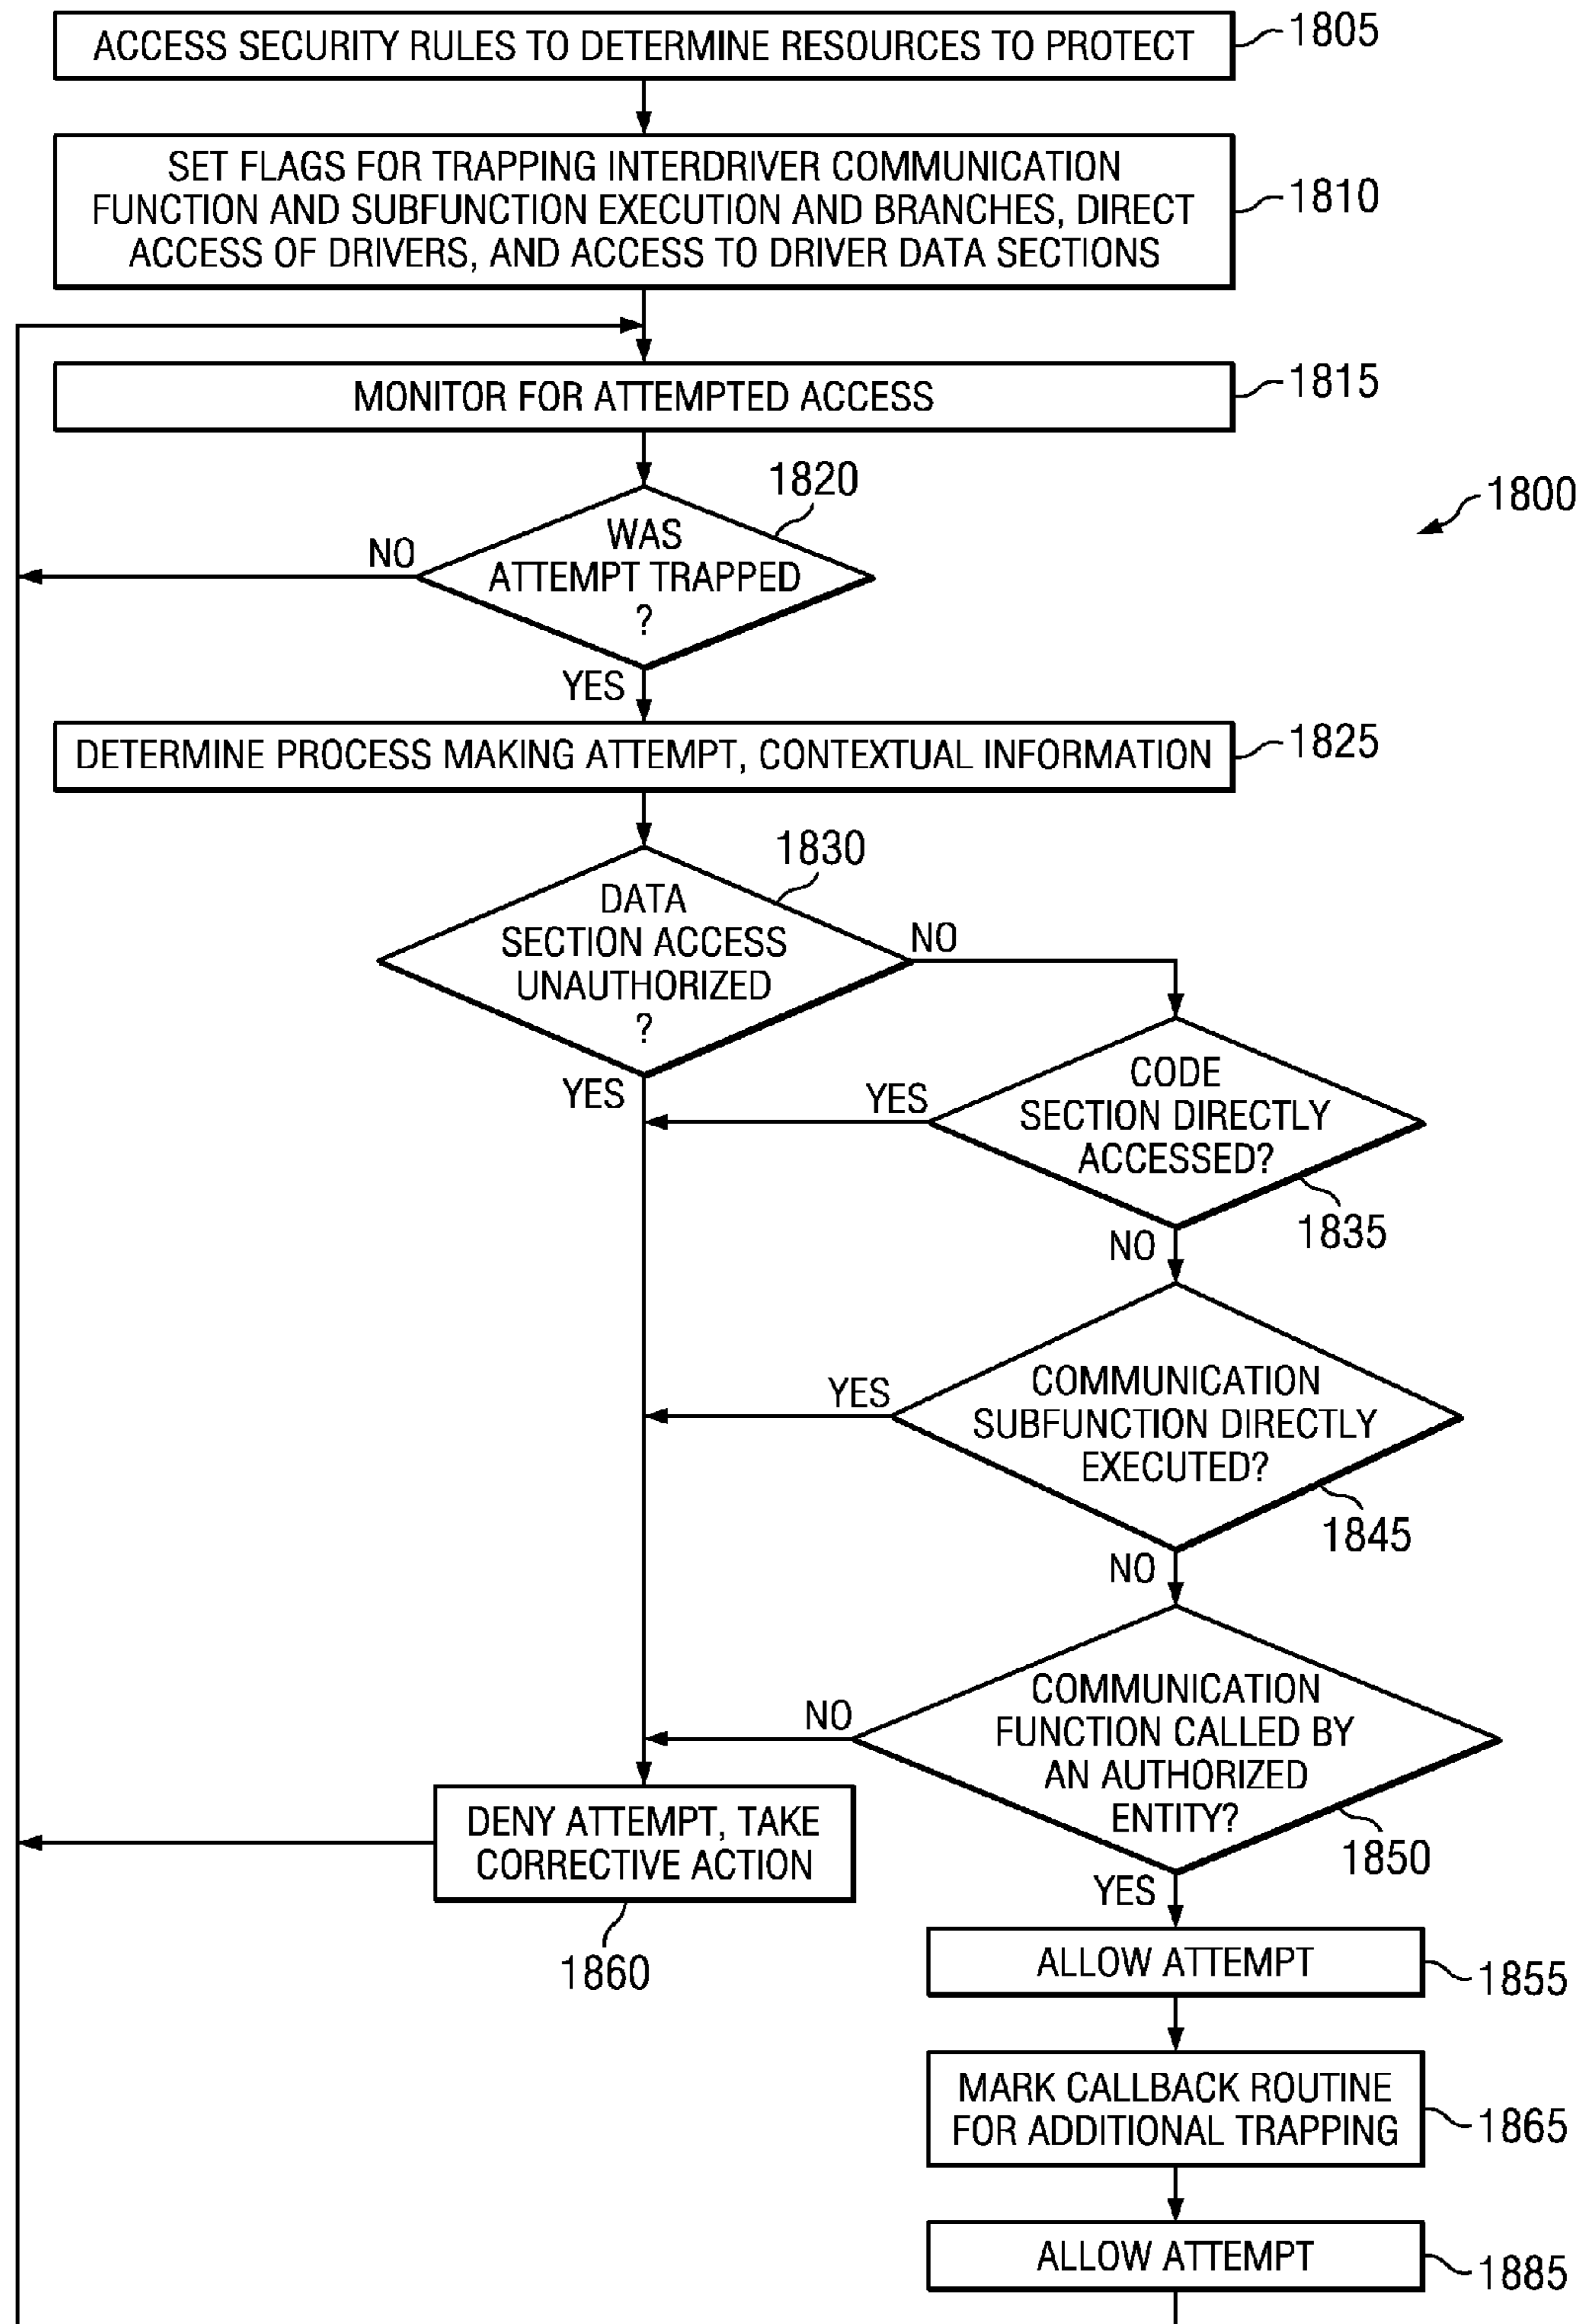 ACCESS SECURITY RULES TO DETERMINE RESOURCES TO PROTECT
1805
SET FLAGS FOR TRAPPING INTERDRIVER COMMUNICATION
FUNCTION AND SUBFUNCTION EXECUTION AND BRANCHES, DIRECT
ACCESS OF DRIVERS, AND ACCESS TO DRIVER DATA SECTIONS
1810
MONITOR FOR ATTEMPTED ACCESS
1815
1820
1800
WAS
ATTEMPT TRAPPED
?
NO
YES
DETERMINE PROCESS MAKING ATTEMPT, CONTEXTUAL INFORMATION
1825
1830
DATA
SECTION ACCESS
UNAUTHORIZED
?
NO
YES
CODE
SECTION DIRECTLY
ACCESSED?
YES
1835
NO
COMMUNICATION
SUBFUNCTION DIRECTLY
EXECUTED?
YES
1845
NO
COMMUNICATION
FUNCTION CALLED BY
AN AUTHORIZED
ENTITY?
NO
1850
YES
DENY ATTEMPT, TAKE
CORRECTIVE ACTION
1860
ALLOW ATTEMPT
1855
MARK CALLBACK ROUTINE
FOR ADDITIONAL TRAPPING
1865
ALLOW ATTEMPT
1885